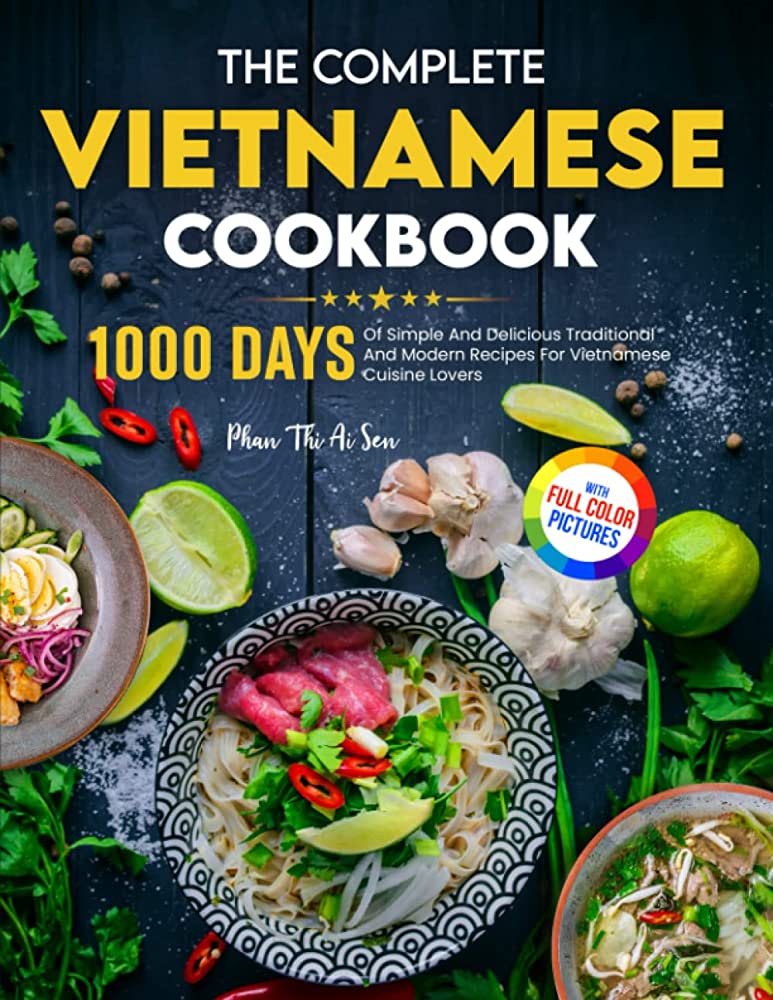 THE COMPLETE
VIETNAMESE
COOKBOOK
1000 DAYS
Of Simple And Delicious Traditional
And Modern Recipes For Vietnamese
Cuisine Lovers
Phan Thi Ai Sen
WITH
FULL COLOR
PICTURES